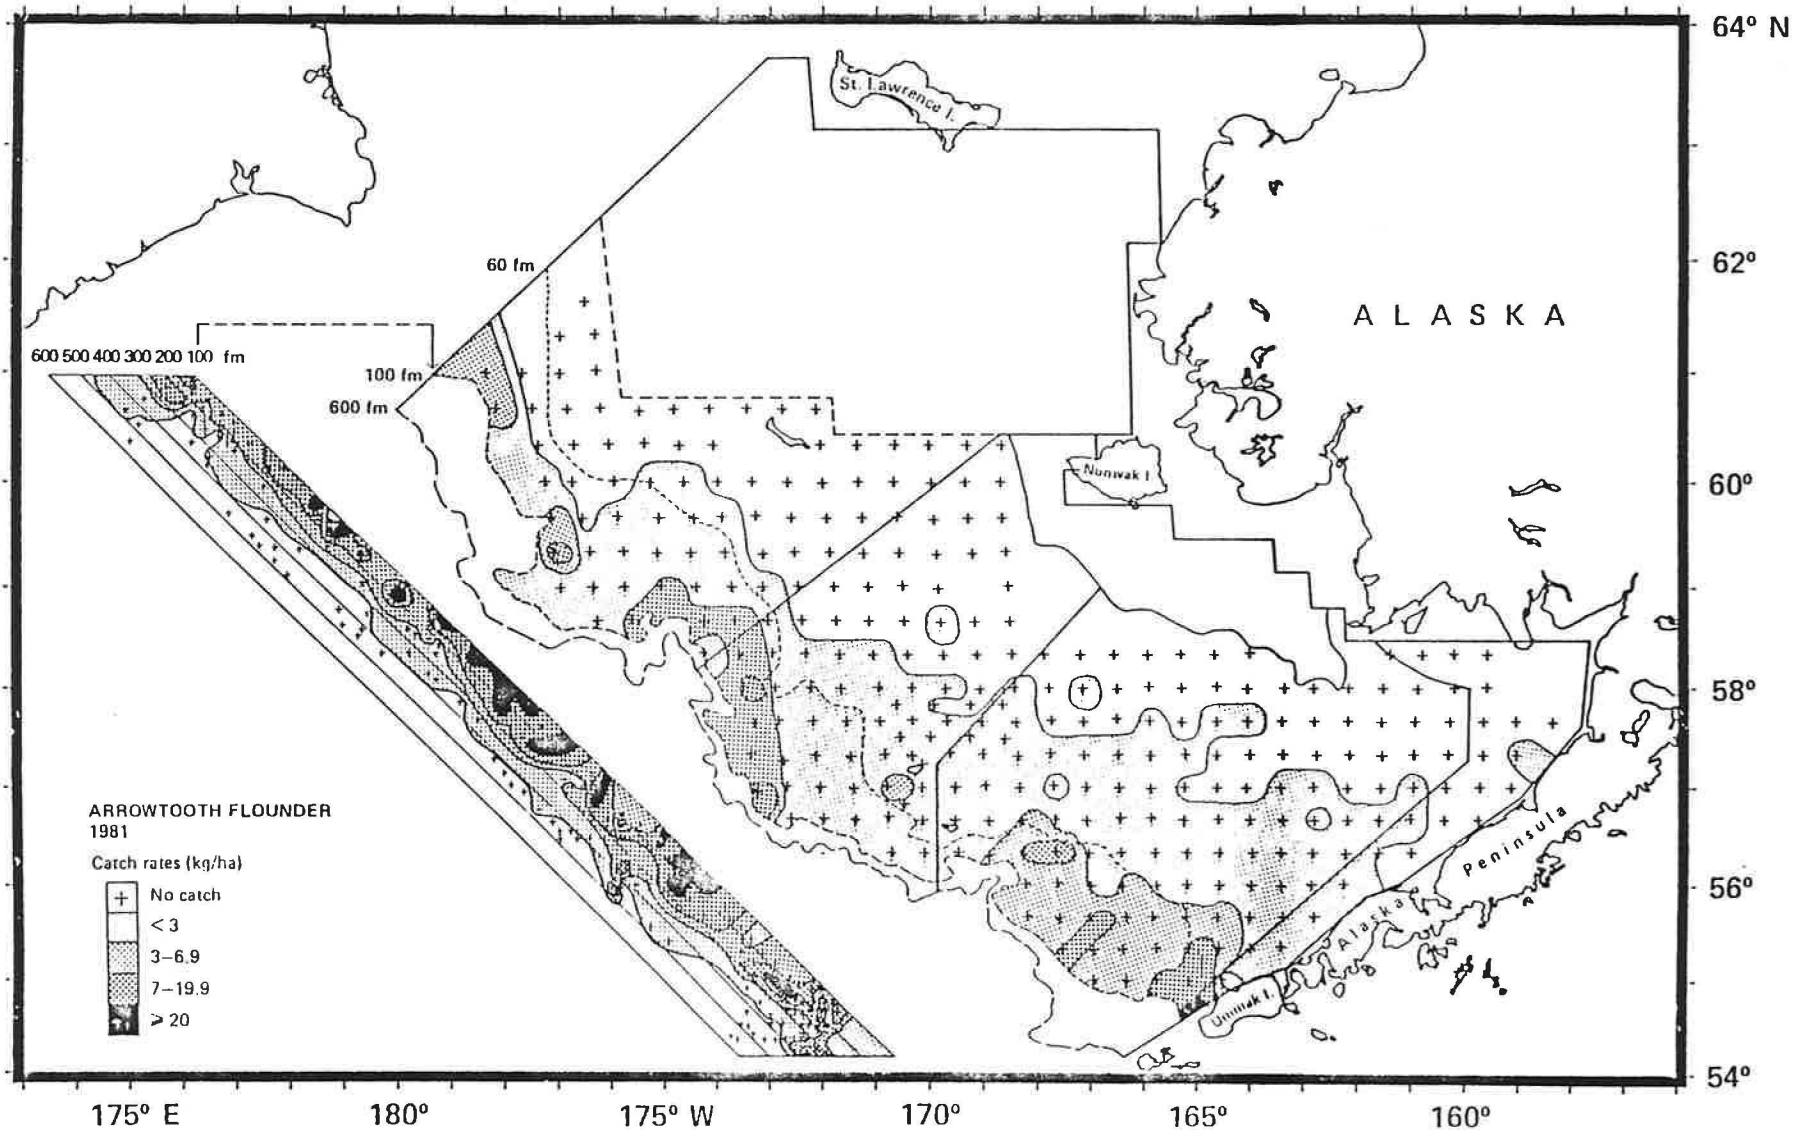 64° N
St. Lawrence I.
60 fm
62°
ALASKA
600 500 400 300 200 100 fm
100 fm
600 fm
Nunivak I.
60°
58°
ARROWTOOTH FLOUNDER
1981
Catch rates (kg/ha)
+ No catch
< 3
3–6.9
7–19.9
⩾ 20
Alaska Peninsula
56°
Unimak I.
54°
175° E
180°
175° W
170°
165°
160°